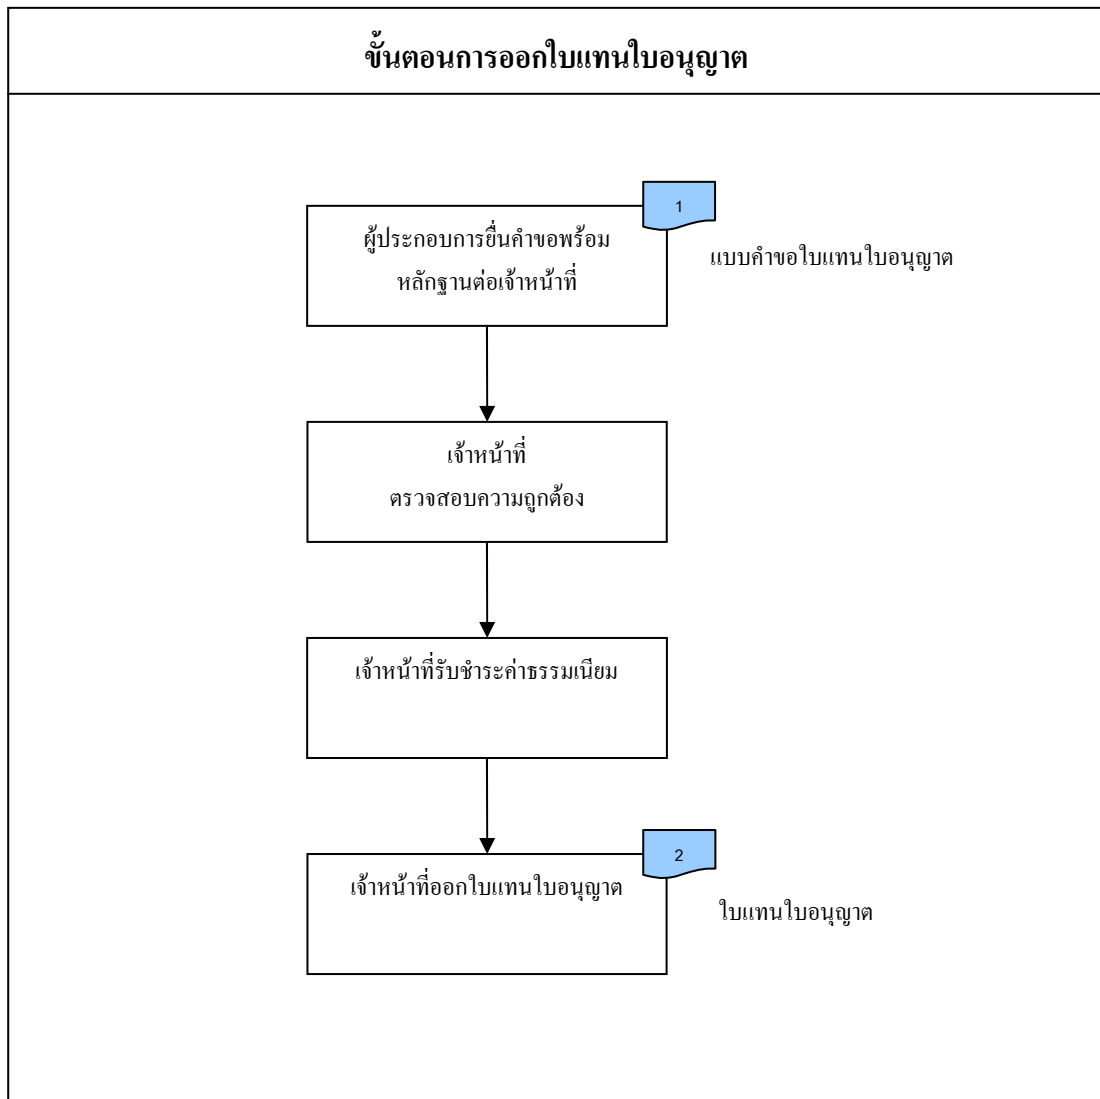 ขั้นตอนการออกใบแทนใบอนุญาต
1
ผู้ประกอบการยื่นคำขอพร้อม
หลักฐานต่อเจ้าหน้าที่
แบบคำขอใบแทนใบอนุญาต
เจ้าหน้าที่
ตรวจสอบความถูกต้อง
เจ้าหน้าที่รับชำระค่าธรรมเนียม
2
เจ้าหน้าที่ออกใบแทนใบอนุญาต
ใบแทนใบอนุญาต